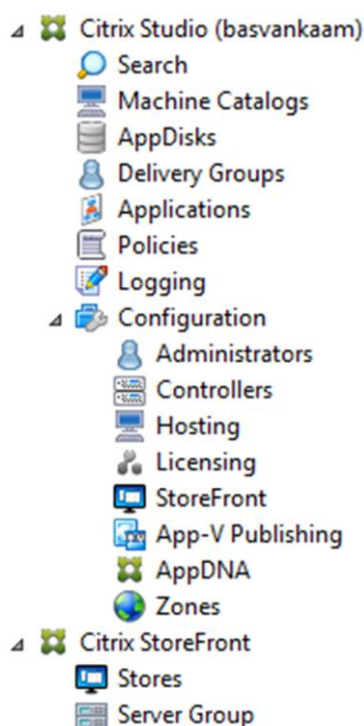 Citrix Studio (basvankaam)
Search
Machine Catalogs
AppDisks
Delivery Groups
Applications
Policies
Logging
Configuration
Administrators
Controllers
Hosting
Licensing
StoreFront
App-V Publishing
AppDNA
Zones
Citrix StoreFront
Stores
Server Group